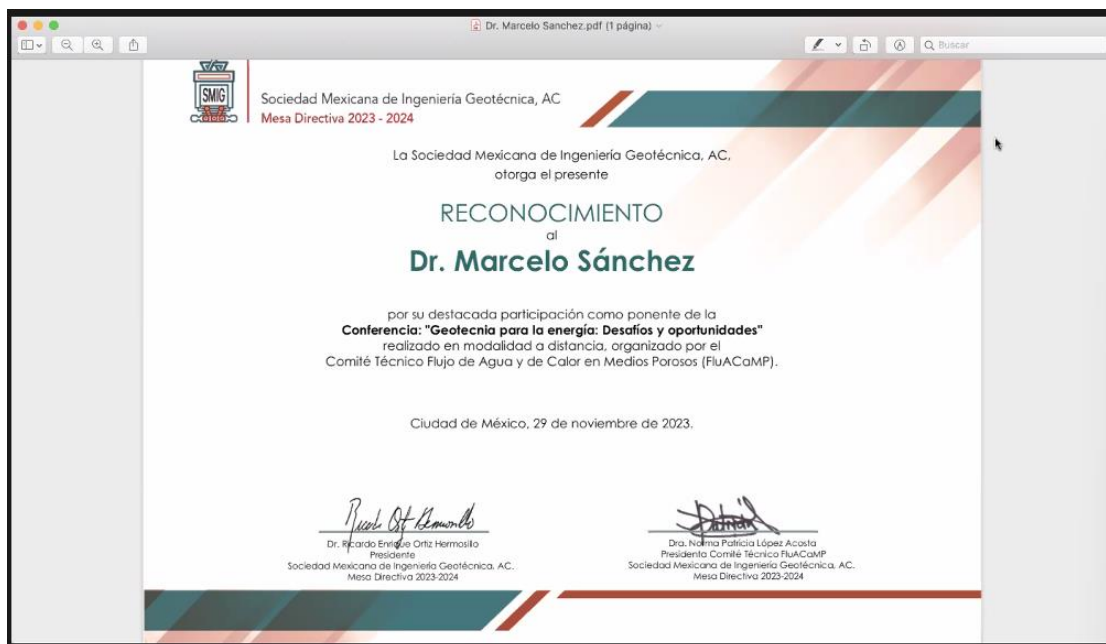 Dr. Marcelo Sanchez.pdf (1 página)
Buscar
SMIG
Sociedad Mexicana de Ingeniería Geotécnica, AC
Mesa Directiva 2023 - 2024
La Sociedad Mexicana de Ingeniería Geotécnica, AC,
otorga el presente
RECONOCIMIENTO
al
Dr. Marcelo Sánchez
por su destacada participación como ponente de la
Conferencia: "Geotecnia para la energía: Desafíos y oportunidades"
realizado en modalidad a distancia, organizado por el
Comité Técnico Flujo de Agua y de Calor en Medios Porosos (FluACaMP).
Ciudad de México, 29 de noviembre de 2023.
Dr. Ricardo Enrique Ortiz Hermosillo
Presidente
Sociedad Mexicana de Ingeniería Geotécnica, AC.
Mesa Directiva 2023-2024
Dra. Norma Patricia López Acosta
Presidenta Comité Técnico FluACaMP
Sociedad Mexicana de Ingeniería Geotécnica, AC.
Mesa Directiva 2023-2024